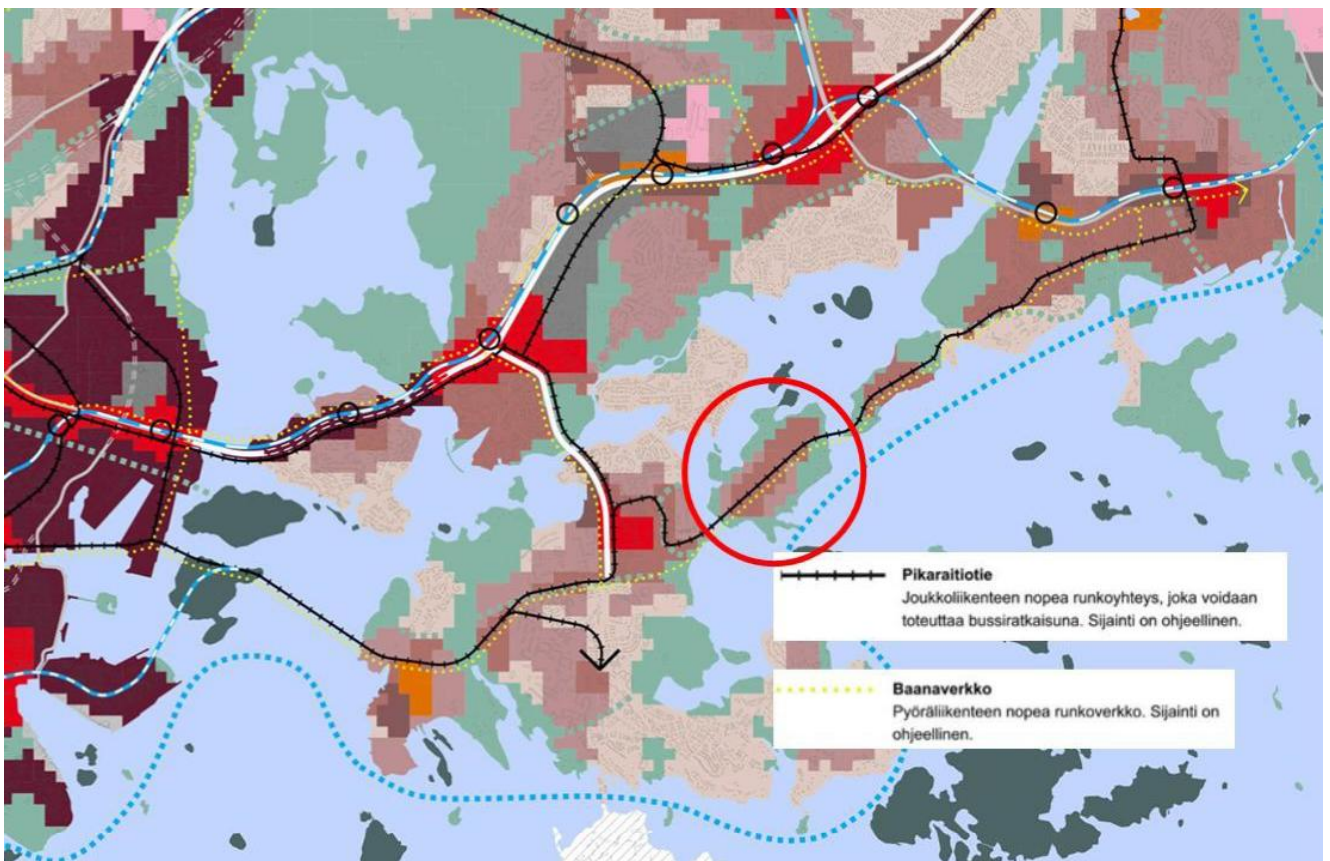 Pikaraitiotie
Joukkoliikenteen nopea runkoyhteys, joka voidaan
toteuttaa bussiratkaisuna. Sijainti on ohjeellinen.
Baanaverkko
Pyöräliikenteen nopea runkoverkko. Sijainti on
ohjeellinen.